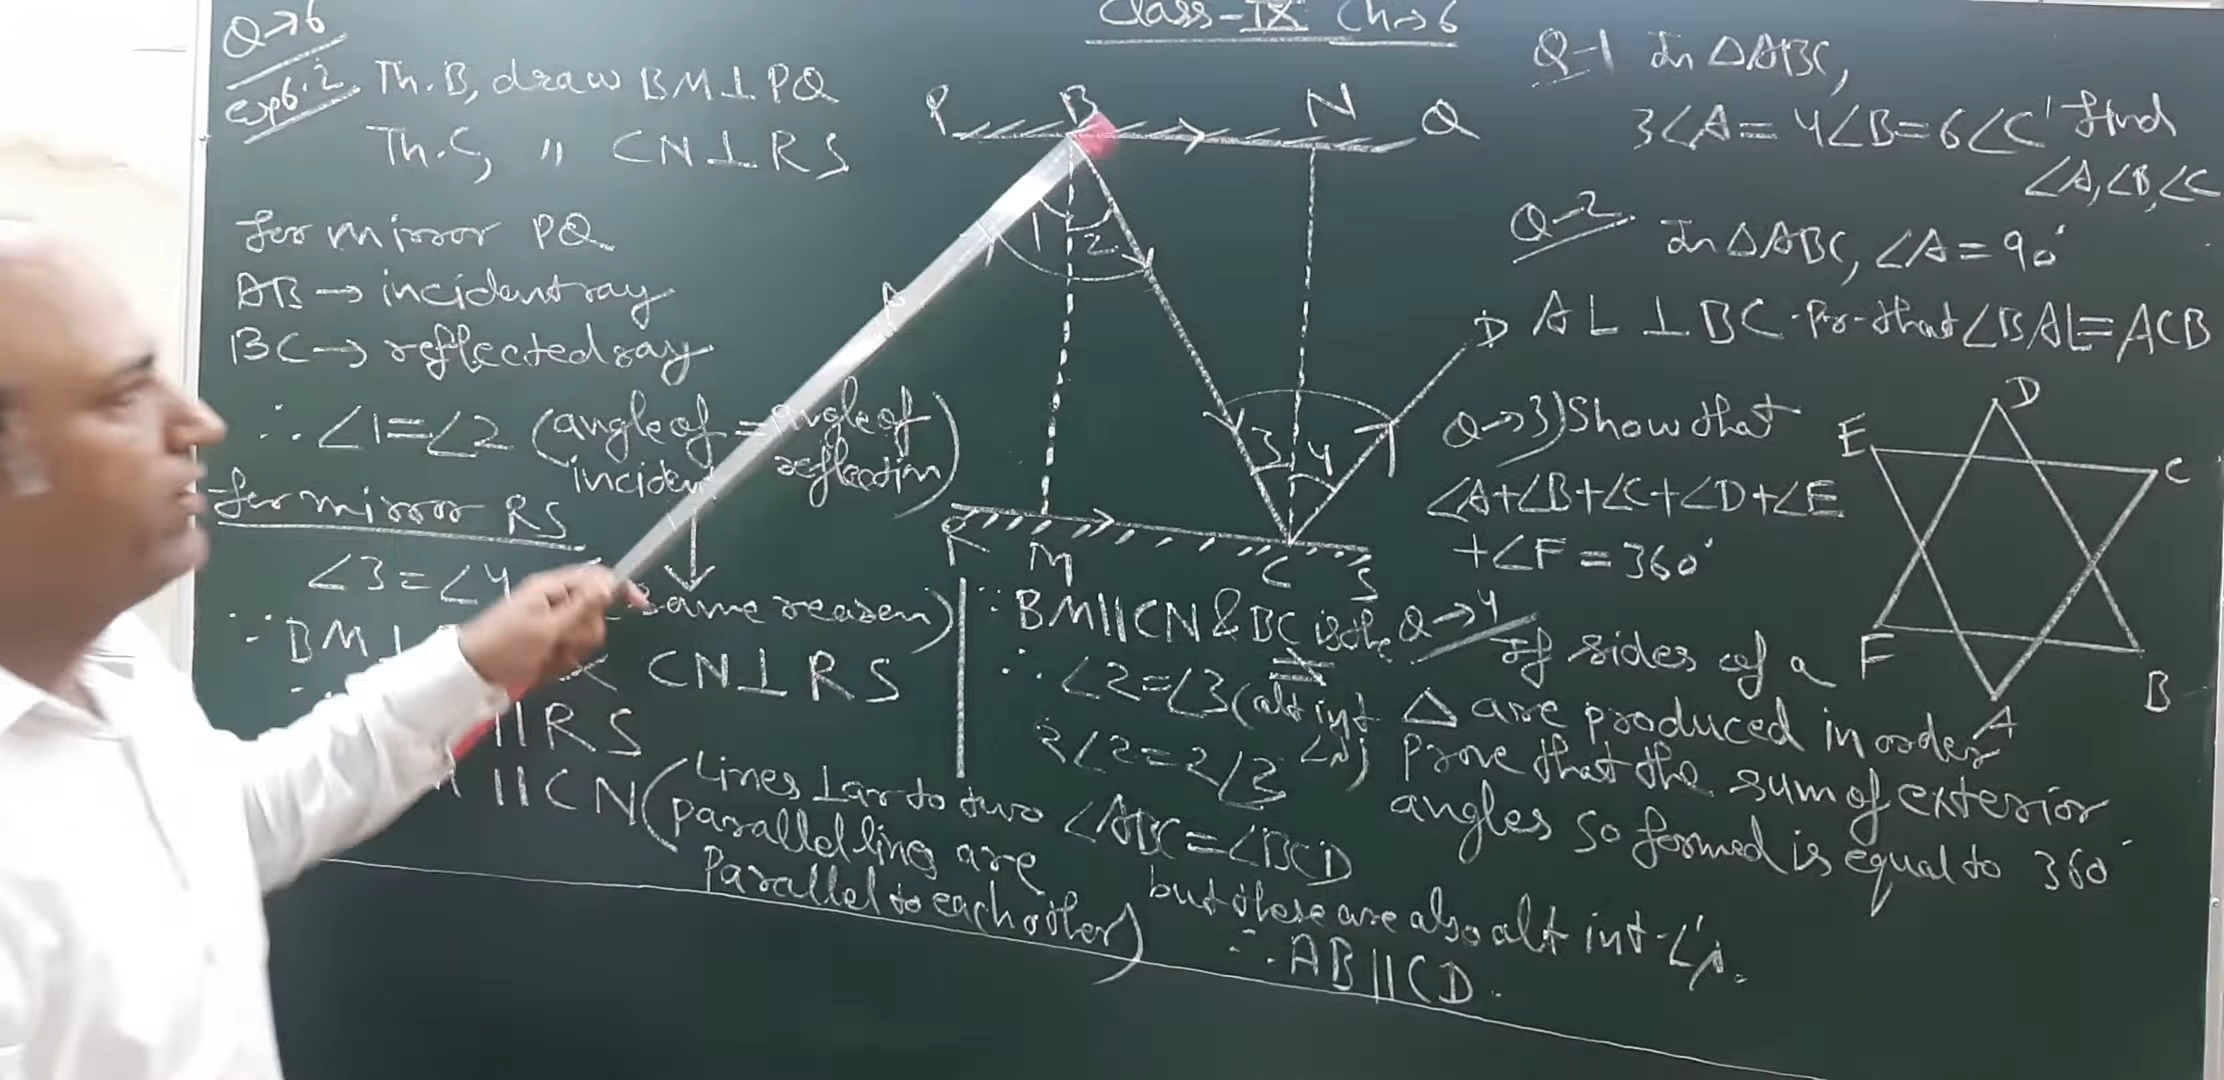 Class-IX Ch→6
Q→6
Exp6.2 Th.B, draw BM⊥PQ
Th.C, " CN⊥RS
for mirror PQ
AB→ incident ray
BC→ reflected ray
∴ ∠1=∠2 (angle of = angle of
incident reflection)
for mirror RS
∠3=∠4 (same reason)
∵ BM⊥ CN⊥RS
||RS
||CN (Lines ⊥ar to two
parallel lines are
Parallel to each other)
P B N Q
A
1 2
D
3 4
R M C S
∵ BM||CN & BC is the
∴ ∠2=∠3 (alt int
∠s)
2∠2=2∠3
∠ABC=∠BCD
but these are also alt int ∠s.
∴ AB||CD.
Q-1 In △ABC,
3∠A=4∠B=6∠C' find
∠A,∠B,∠C
Q-2 In △ABC, ∠A=90°
AL⊥BC. Pr. that ∠BAL=ACB
Q→3) Show that
∠A+∠B+∠C+∠D+∠E
+∠F=360°
D
E C
F B
A
Q→4 If sides of a
△ are produced in order
prove that the sum of exterior
angles so formed is equal to 360°